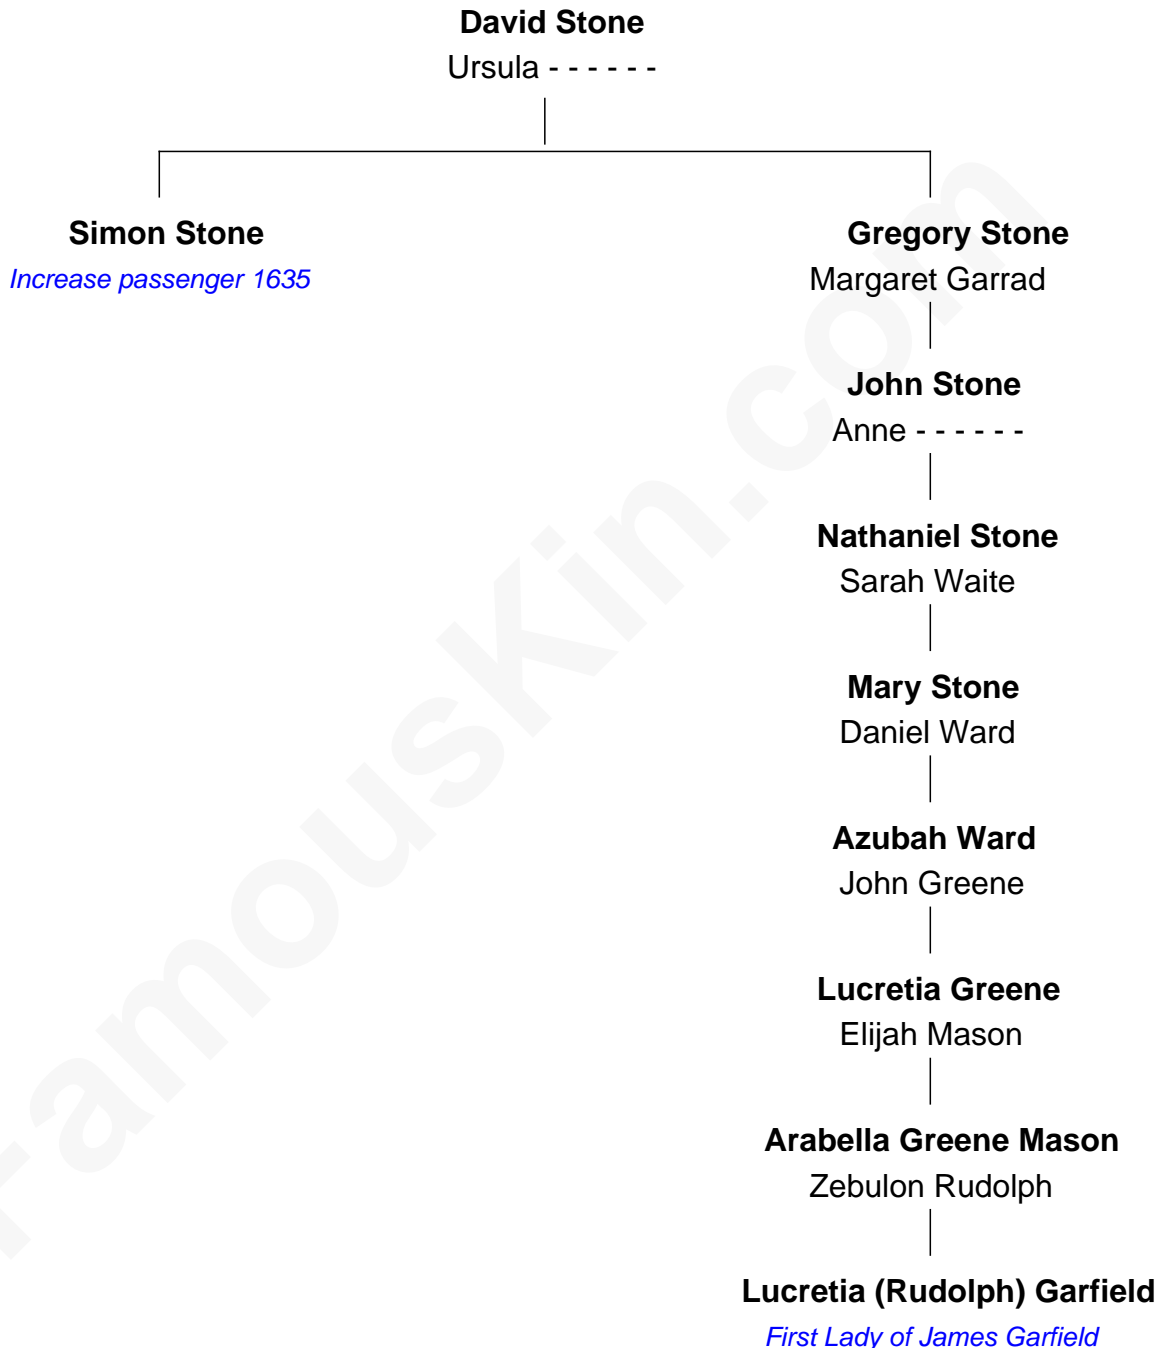 David Stone
Ursula - - - - - -
Simon Stone
Increase passenger 1635
Gregory Stone
Margaret Garrad
John Stone
Anne - - - - - -
Nathaniel Stone
Sarah Waite
Mary Stone
Daniel Ward
Azubah Ward
John Greene
Lucretia Greene
Elijah Mason
Arabella Greene Mason
Zebulon Rudolph
Lucretia (Rudolph) Garfield
First Lady of James Garfield
FamousKin.com